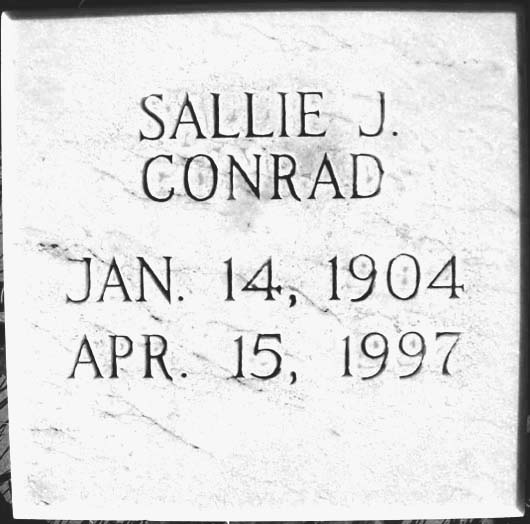 SALLIE J.
CONRAD
JAN. 14, 1904
APR. 15, 1997